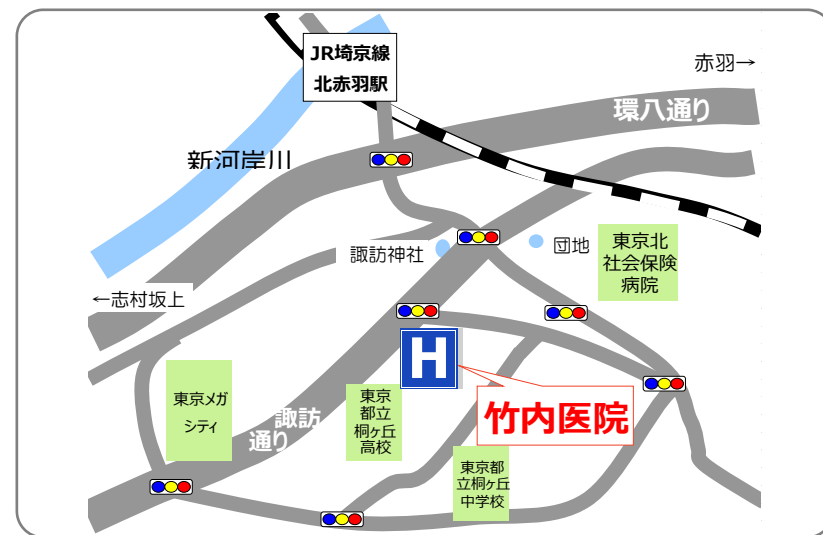 JR埼京線
北赤羽駅
赤羽→
環八通り
新河岸川
諏訪神社
団地
東京北
社会保険
病院
←志村坂上
H
東京メガ
シティ
諏訪
通り
東京
都立
桐ヶ丘
高校
竹内医院
東京都
立桐ヶ丘
中学校